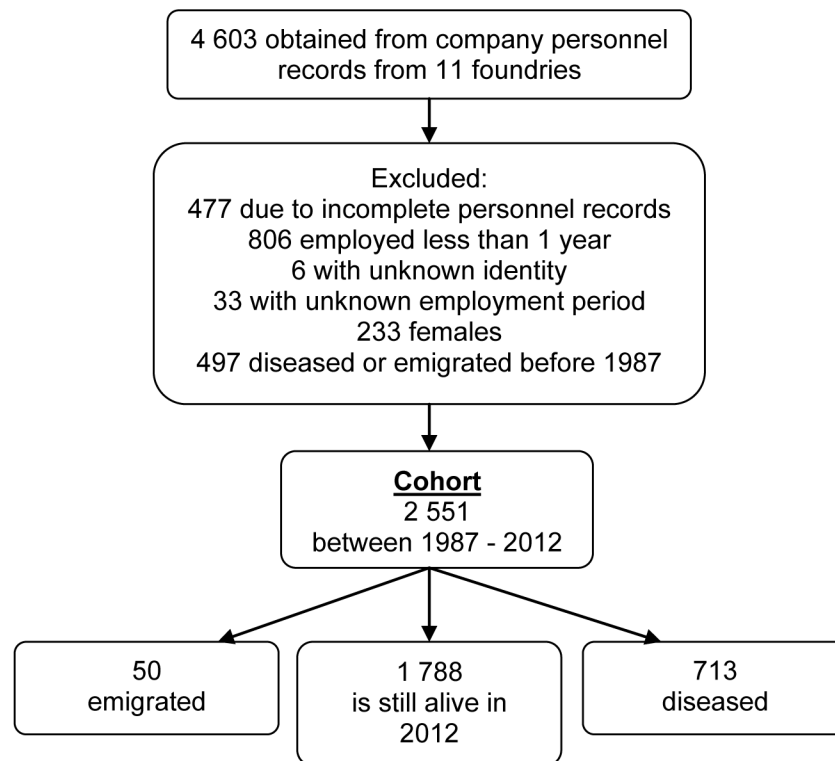 4 603 obtained from company personnel
records from 11 foundries
Excluded:
477 due to incomplete personnel records
806 employed less than 1 year
6 with unknown identity
33 with unknown employment period
233 females
497 diseased or emigrated before 1987
Cohort
2 551
between 1987 - 2012
50
emigrated
1 788
is still alive in
2012
713
diseased